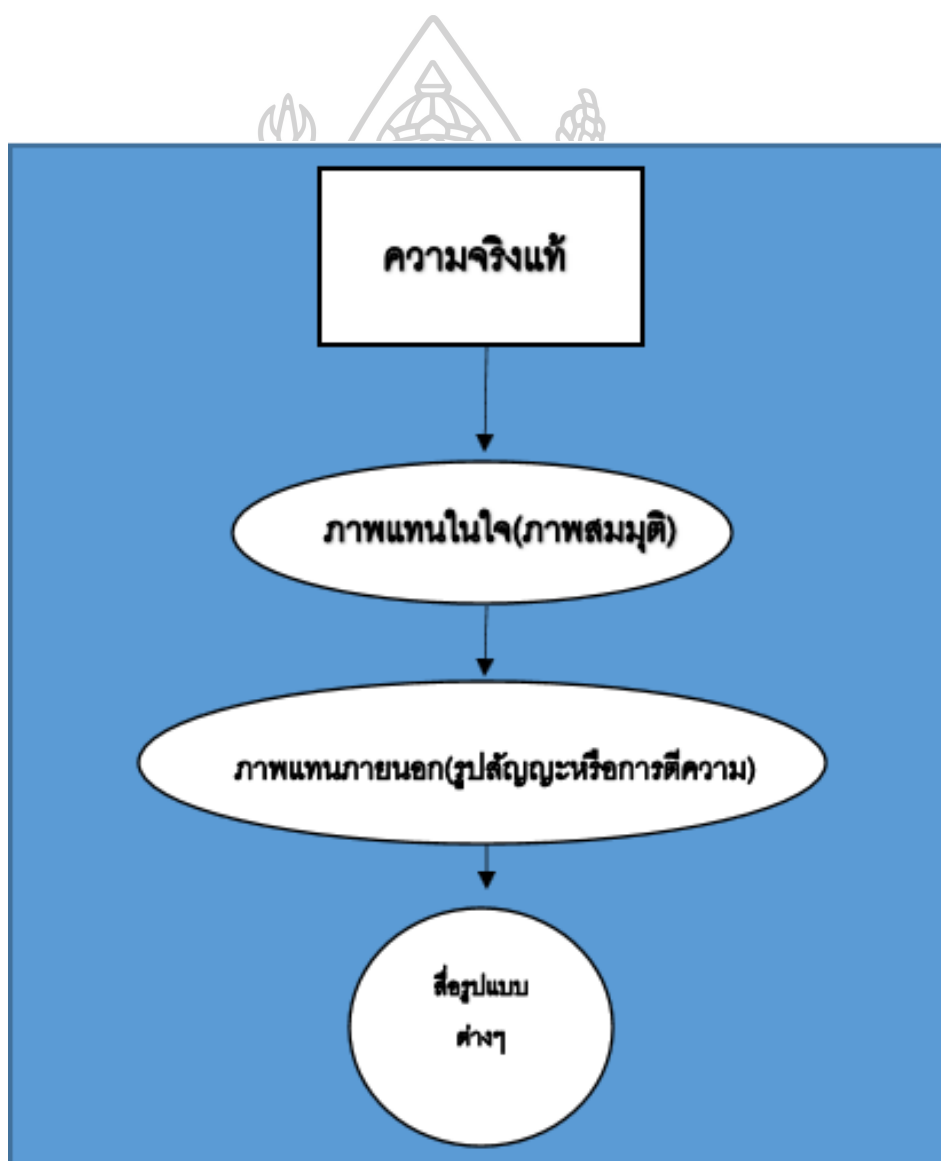 ความจริงแท้
ภาพแทนในใจ(ภาพสมมุติ)
ภาพแทนภายนอก(รูปสัญญะหรือการตีความ)
สื่อรูปแบบ
ต่างๆ